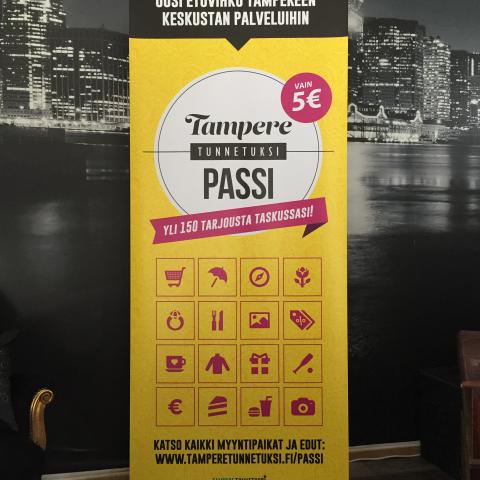 UUSI ETUVIHKO TAMPEREEN
KESKUSTAN PALVELUIHIN
VAIN
5€
Tampere
TUNNETUKSI
PASSI
YLI 150 TARJOUSTA TASKUSSASI!
%
€
KATSO KAIKKI MYYNTIPAIKAT JA EDUT:
WWW.TAMPERETUNNETUKSI.FI/PASSI